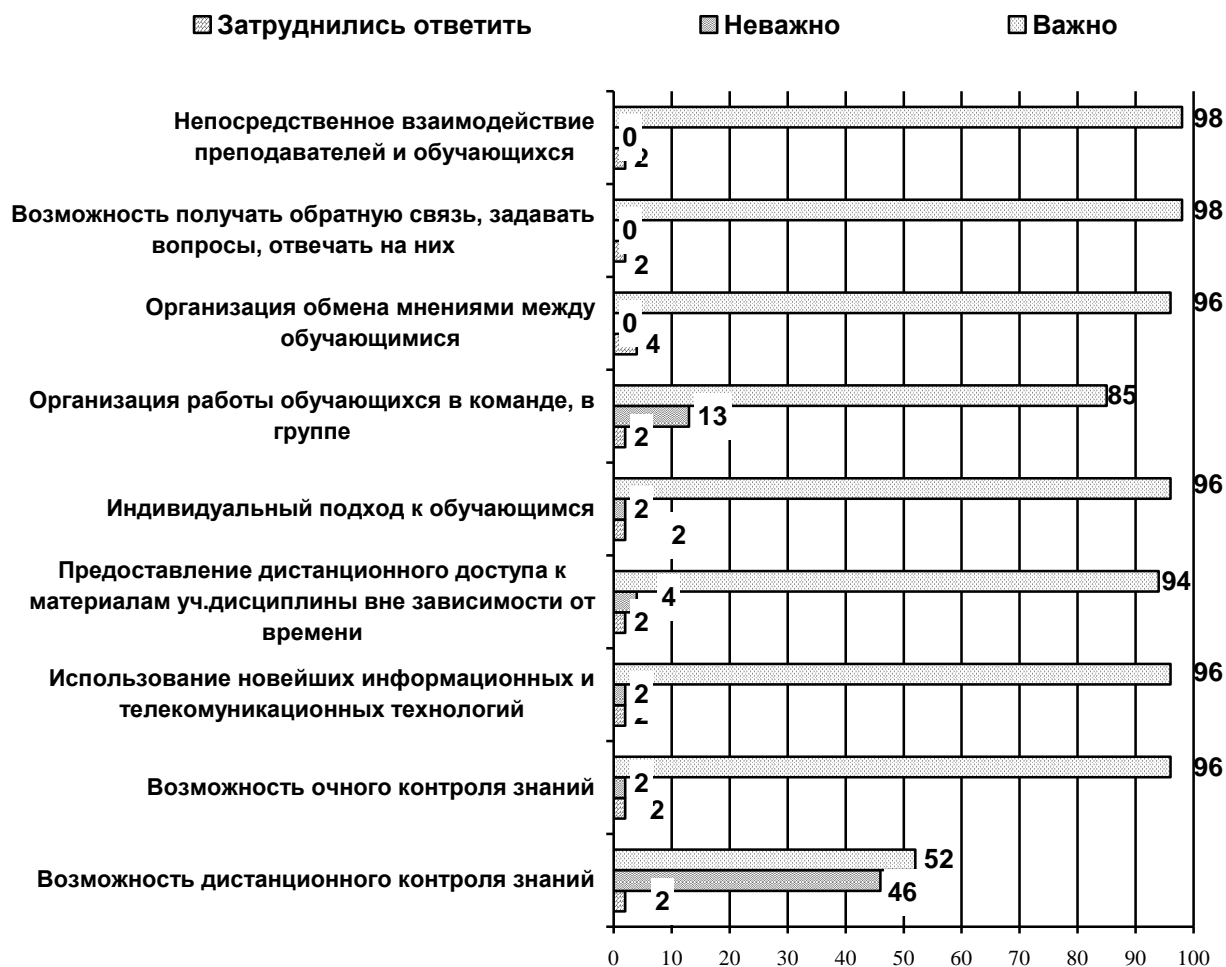 Затруднились ответить Неважно Важно
Непосредственное взаимодействие
преподавателей и обучающихся
98
0
2
Возможность получать обратную связь, задавать
вопросы, отвечать на них
98
0
2
Организация обмена мнениями между
обучающимися
96
0
4
Организация работы обучающихся в команде, в
группе
85
13
2
Индивидуальный подход к обучающимся
96
2
2
Предоставление дистанционного доступа к
материалам уч.дисциплины вне зависимости от
времени
94
4
2
Использование новейших информационных и
телекомуникационных технологий
96
2
Возможность очного контроля знаний
96
2
2
Возможность дистанционного контроля знаний
52
46
2
0 10 20 30 40 50 60 70 80 90 100